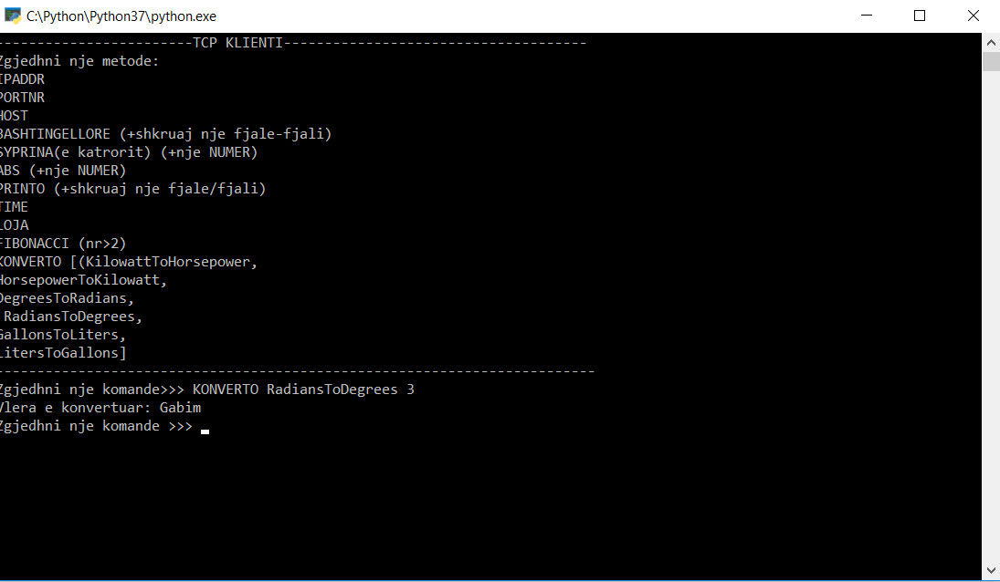 C:\Python\Python37\python.exe
------------------------TCP KLIENTI-------------------------------------
Zgjedhni nje metode:
IPADDR
PORTNR
HOST
BASHTINGELLORE (+shkruaj nje fjale-fjali)
SYPRINA(e katrorit) (+nje NUMER)
ABS (+nje NUMER)
PRINTO (+shkruaj nje fjale/fjali)
TIME
LOJA
FIBONACCI (nr>2)
KONVERTO [(KilowattToHorsepower,
HorsepowerToKilowatt,
DegreesToRadians,
 RadiansToDegrees,
GallonsToLiters,
LitersToGallons]
-------------------------------------------------------------------------
Zgjedhni nje komande>>> KONVERTO RadiansToDegrees 3
Vlera e konvertuar: Gabim
Zgjedhni nje komande >>>